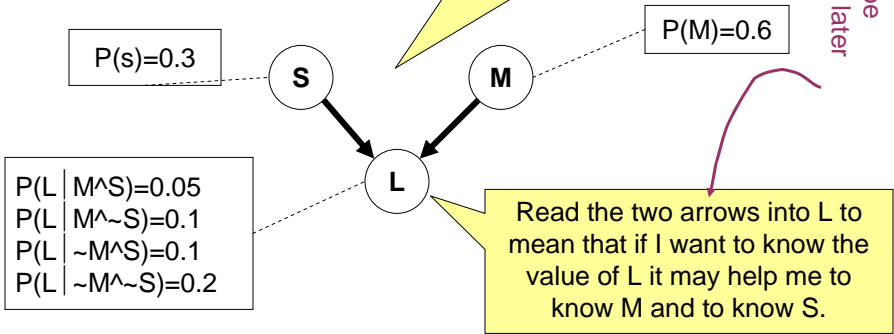 be
later
P(s)=0.3
S
M
P(M)=0.6
L
P(L | M^S)=0.05
P(L | M^~S)=0.1
P(L | ~M^S)=0.1
P(L | ~M^~S)=0.2
Read the two arrows into L to
mean that if I want to know the
value of L it may help me to
know M and to know S.